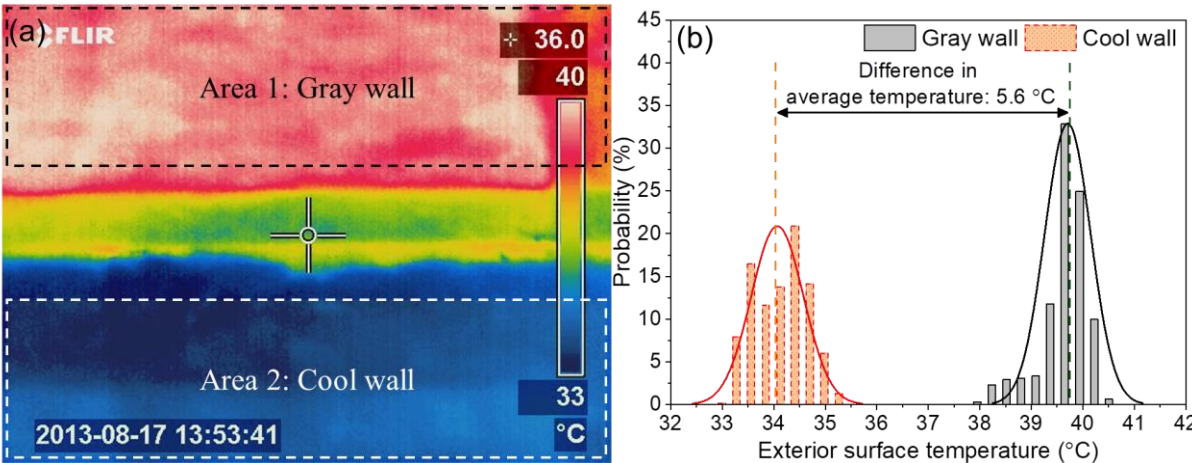 (a)
FLIR
36.0
40
Area 1: Gray wall
Area 2: Cool wall
33
°C
2013-08-17 13:53:41
(b)
Gray wall
Cool wall
Difference in
average temperature: 5.6 °C
Probability (%)
45
40
35
30
25
20
15
10
5
0
32 33 34 35 36 37 38 39 40 41 42
Exterior surface temperature (°C)